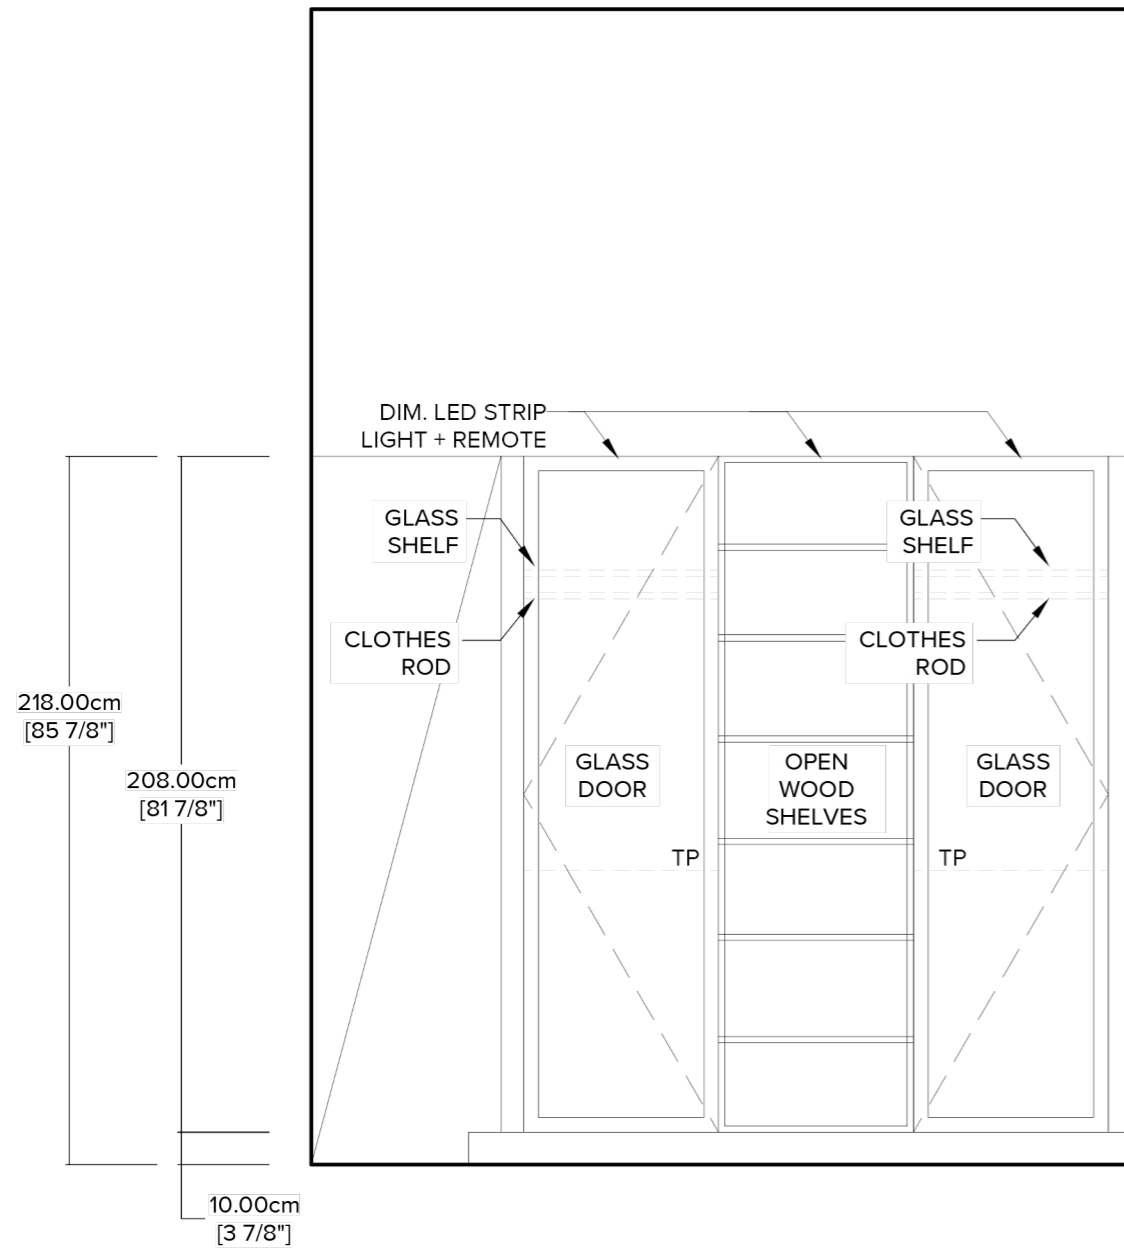 DIM. LED STRIP
LIGHT + REMOTE
GLASS
SHELF
GLASS
SHELF
CLOTHES
ROD
CLOTHES
ROD
218.00cm
[85 7/8"]
208.00cm
[81 7/8"]
GLASS
DOOR
OPEN
WOOD
SHELVES
GLASS
DOOR
TP
TP
10.00cm
[3 7/8"]